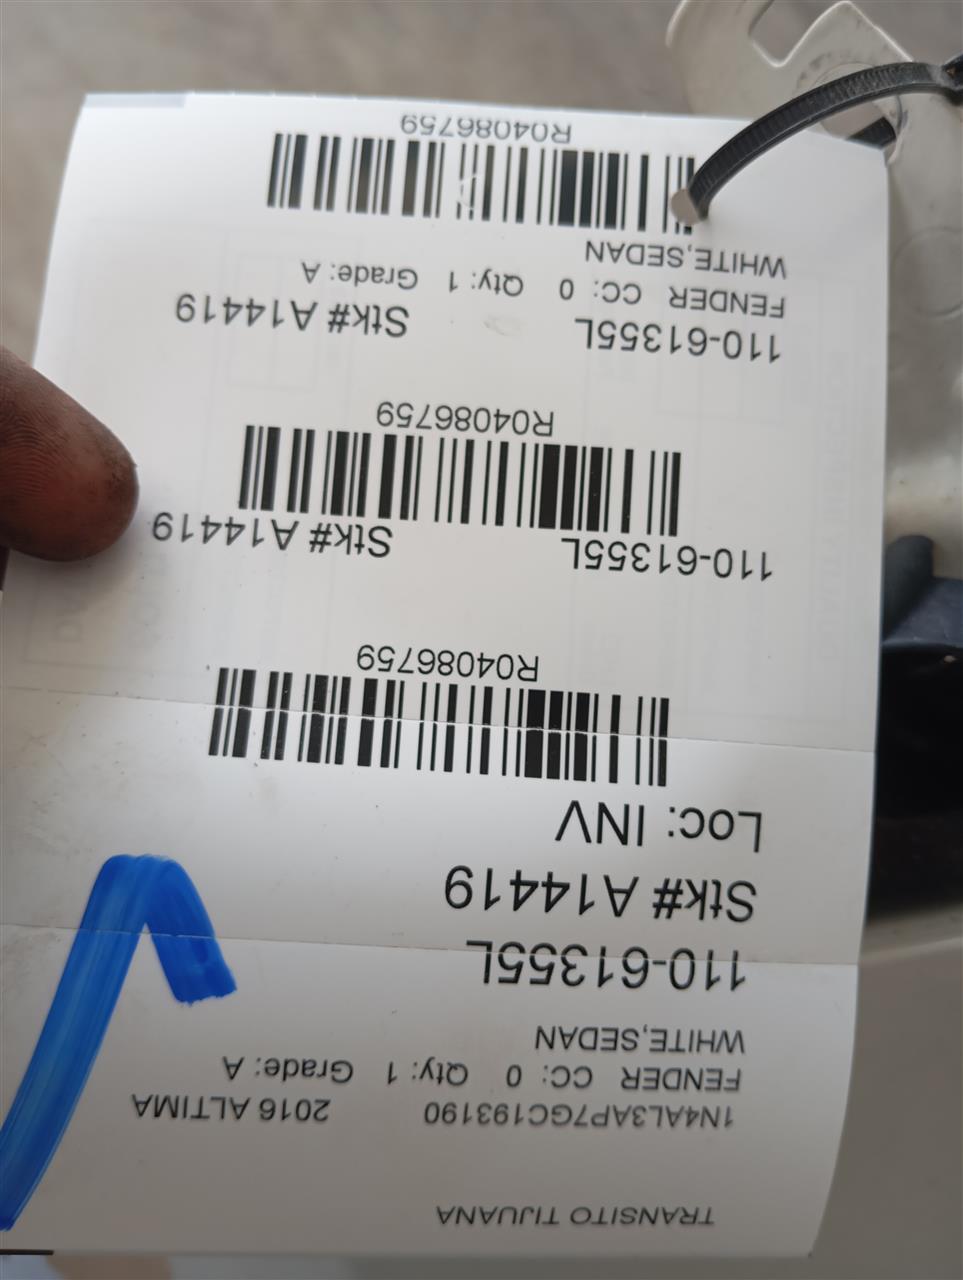 TRANSITO TIJUANA
1N4AL3AP7GC193190 2016 ALTIMA
FENDER CC: 0 Qty: 1 Grade: A
WHITE,SEDAN
110-61355L
Stk# A14419
Loc: INV
R04086759
110-61355L Stk# A14419
R04086759
110-61355L Stk# A14419
FENDER CC: 0 Qty: 1 Grade: A
WHITE,SEDAN
R04086759